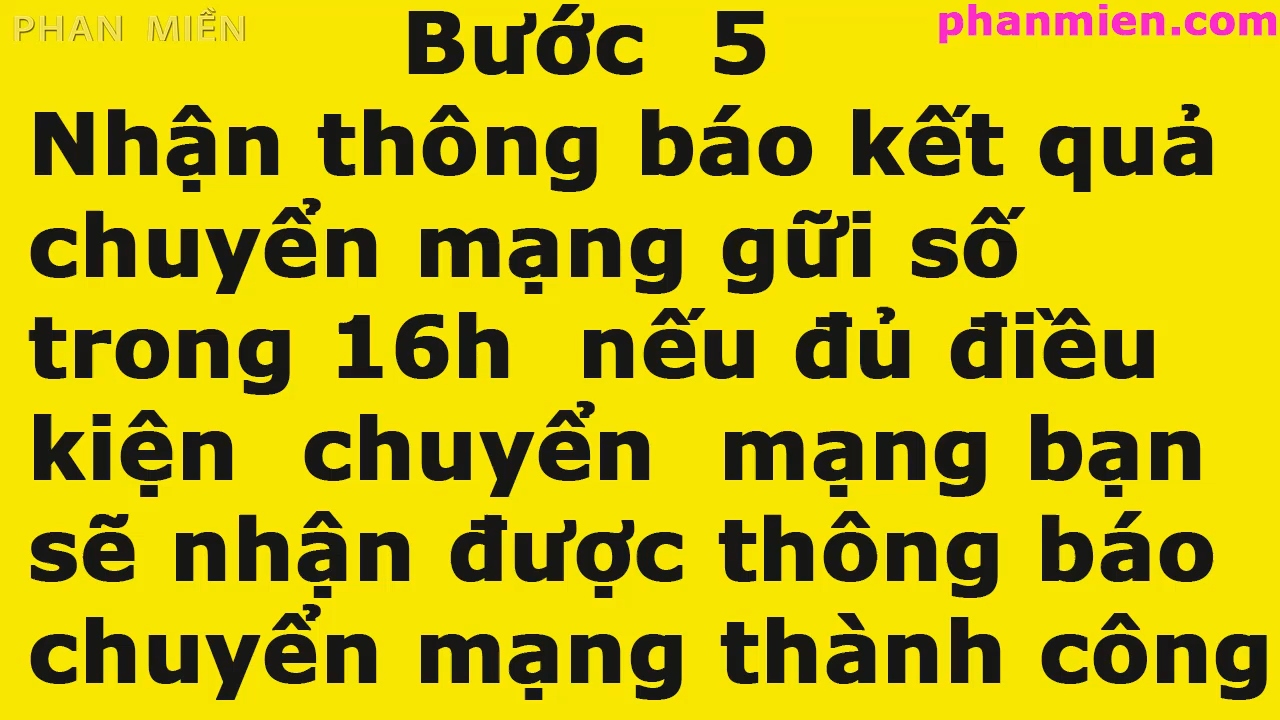 PHAN MIỀN
phanmien.com
Bước 5
Nhận thông báo kết quả
chuyển mạng gữi số
trong 16h nếu đủ điều
kiện chuyển mạng bạn
sẽ nhận được thông báo
chuyển mạng thành công